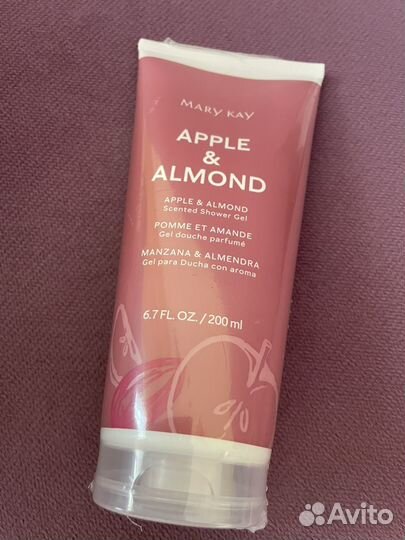 MARY KAY
APPLE
&
ALMOND
APPLE & ALMOND
Scented Shower Gel
POMME ET AMANDE
Gel douche parfumé
MANZANA & ALMENDRA
Gel para Ducha con aroma
6.7 FL. OZ. / 200 ml
Avito